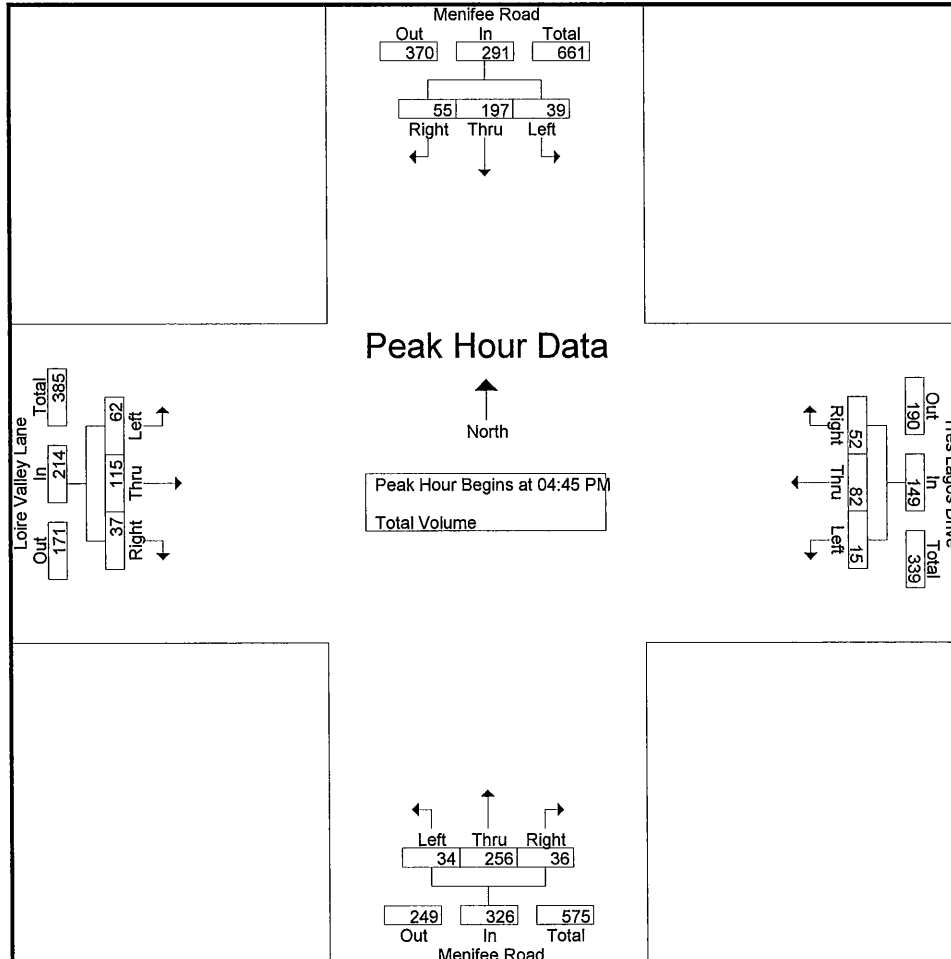 Menifee Road
Out In Total
370 291 661
55 197 39
Right Thru Left
Peak Hour Data
North
Peak Hour Begins at 04:45 PM
Total Volume
Loire Valley Lane
Out In Total
171 214 385
37 115 62
Right Thru Left
Out In Total
190 149 339
52 82 15
Right Thru Left
Left Thru Right
34 256 36
249 326 575
Out In Total
Menifee Road